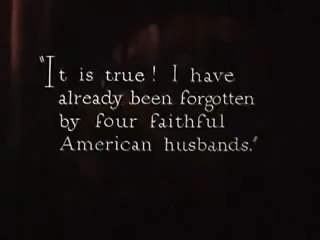 "It is true! I have
already been forgotten
by four faithful
American husbands."